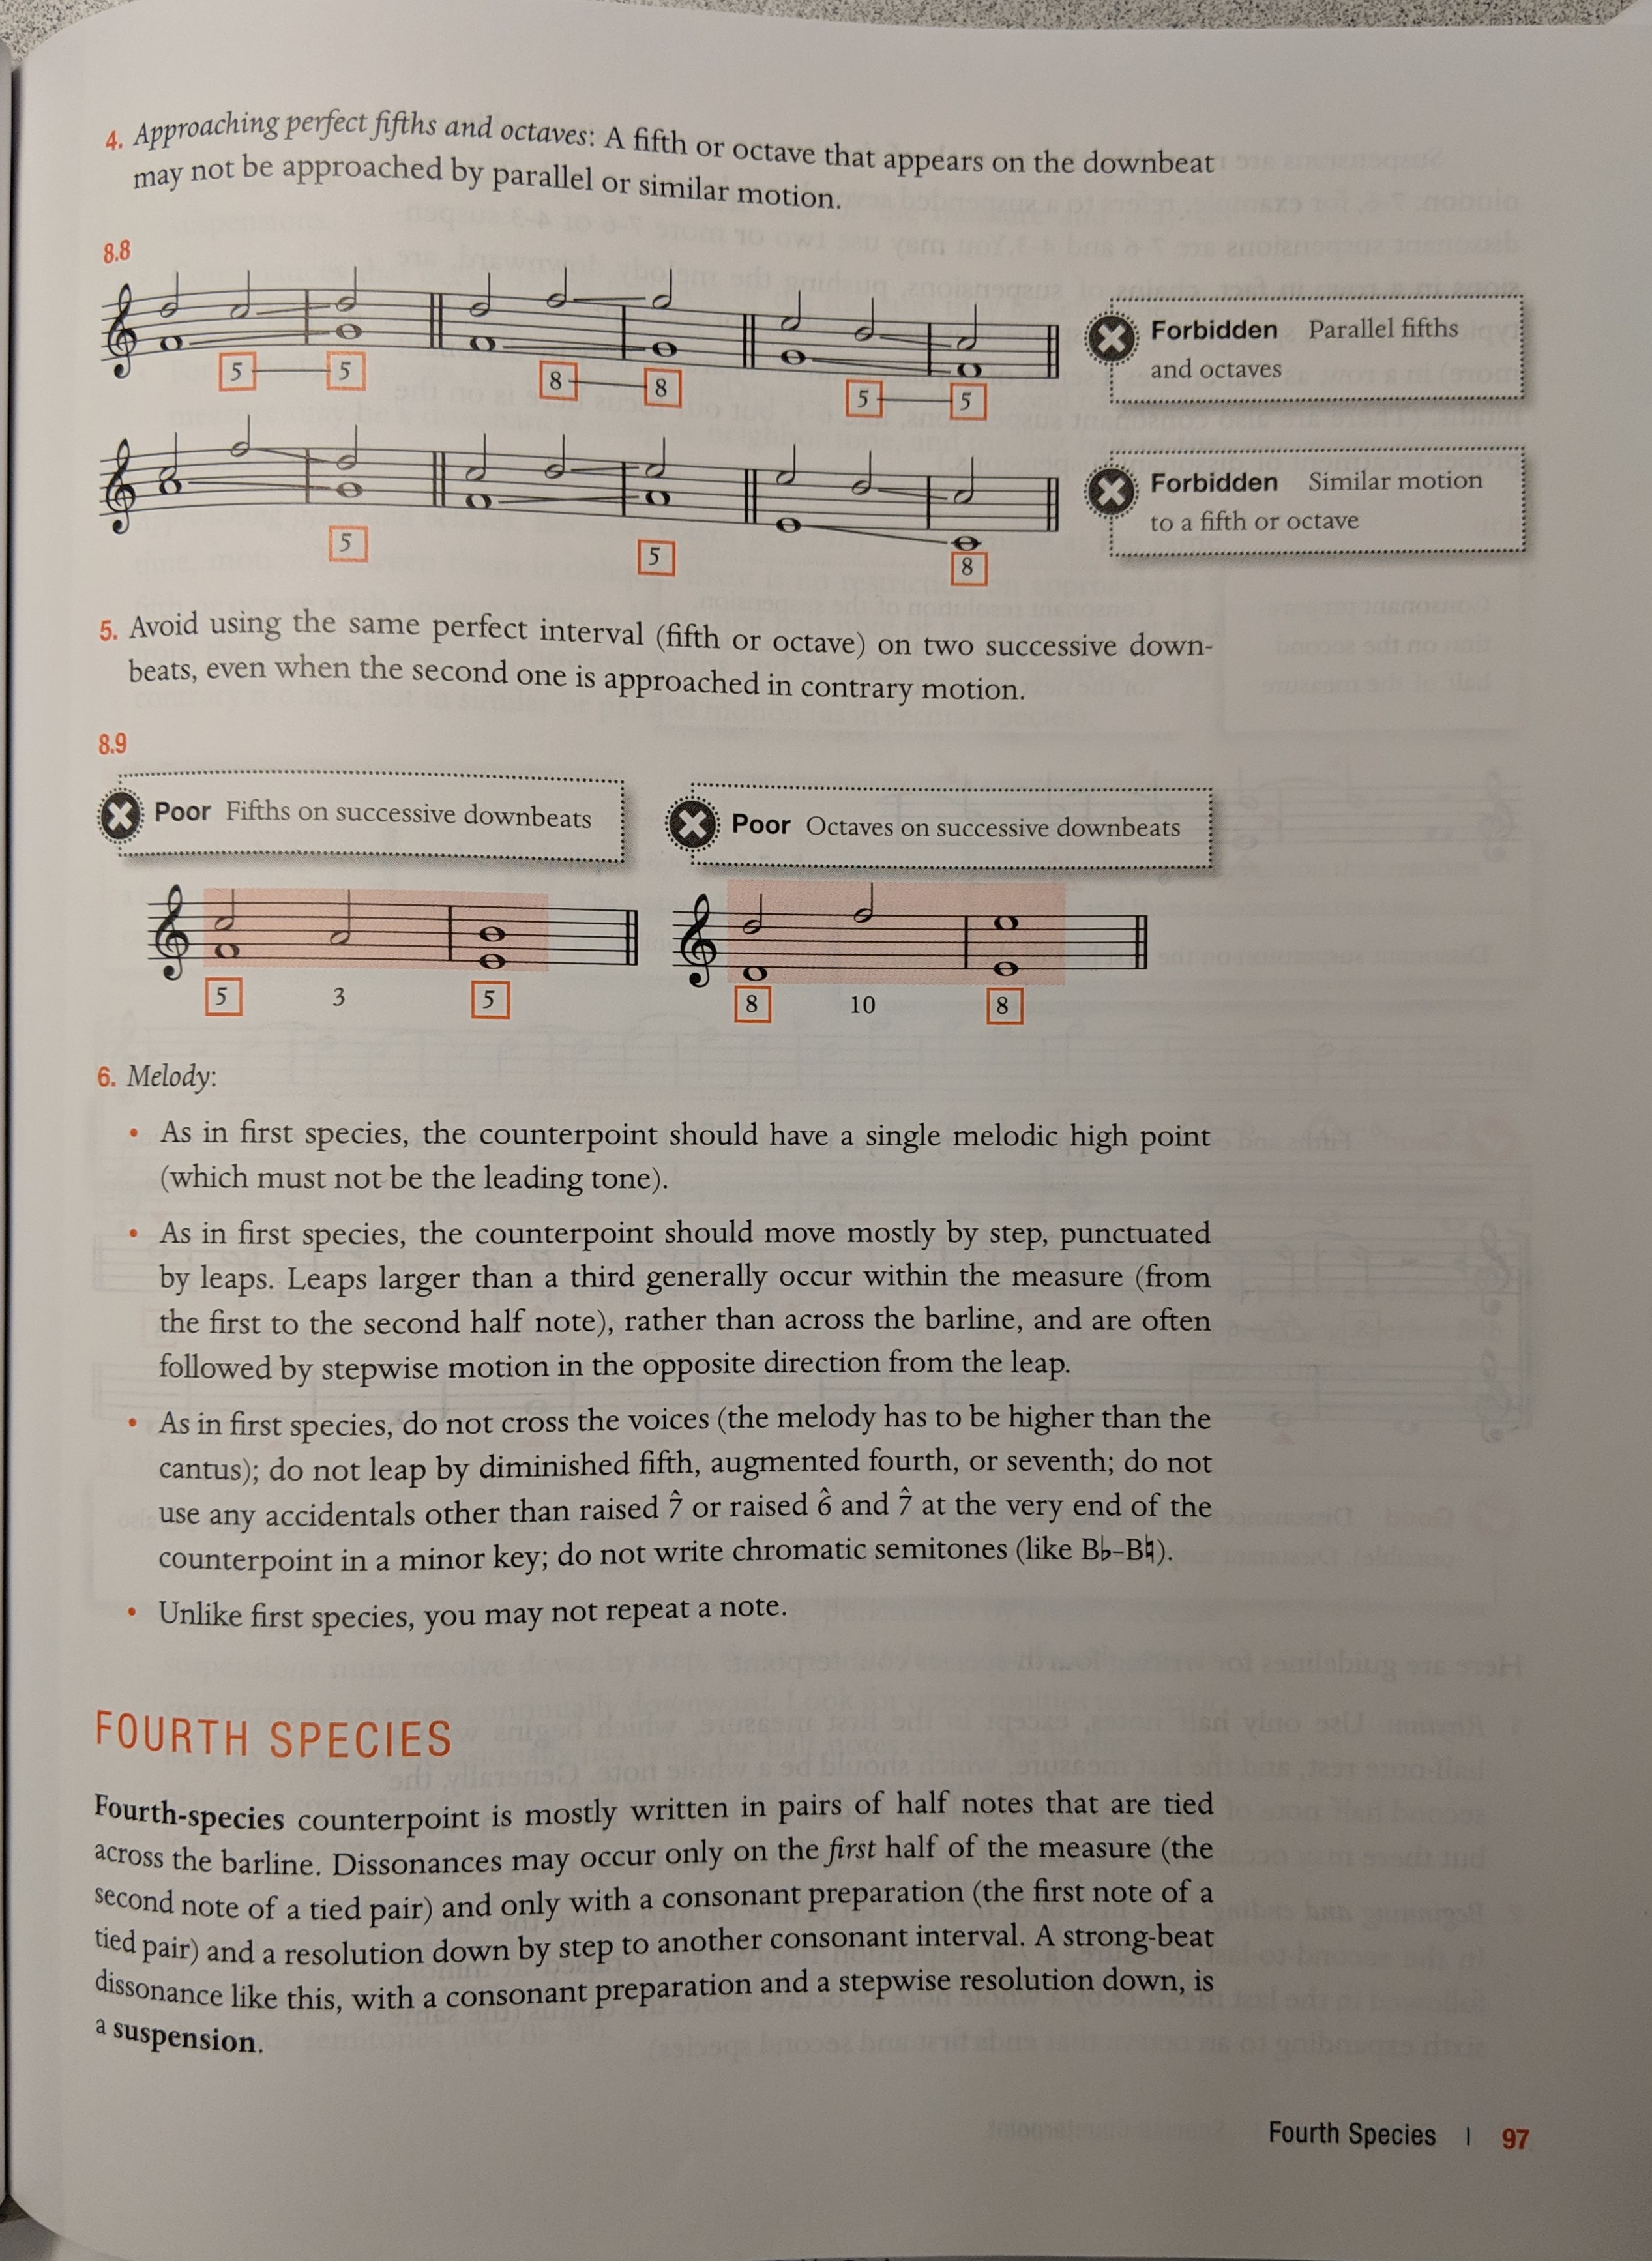 4. Approaching perfect fifths and octaves: A fifth or octave that appears on the downbeat
may not be approached by parallel or similar motion.
8.8
Forbidden Parallel fifths
and octaves
5 5 8 8 5 5
Forbidden Similar motion
to a fifth or octave
5 5 8
5. Avoid using the same perfect interval (fifth or octave) on two successive down-
beats, even when the second one is approached in contrary motion.
8.9
Poor Fifths on successive downbeats
Poor Octaves on successive downbeats
5 3 5 8 10 8
6. Melody:
• As in first species, the counterpoint should have a single melodic high point
(which must not be the leading tone).
• As in first species, the counterpoint should move mostly by step, punctuated
by leaps. Leaps larger than a third generally occur within the measure (from
the first to the second half note), rather than across the barline, and are often
followed by stepwise motion in the opposite direction from the leap.
• As in first species, do not cross the voices (the melody has to be higher than the
cantus); do not leap by diminished fifth, augmented fourth, or seventh; do not
use any accidentals other than raised 7̂ or raised 6̂ and 7̂ at the very end of the
counterpoint in a minor key; do not write chromatic semitones (like B♭–B♮).
• Unlike first species, you may not repeat a note.
FOURTH SPECIES
Fourth-species counterpoint is mostly written in pairs of half notes that are tied
across the barline. Dissonances may occur only on the first half of the measure (the
second note of a tied pair) and only with a consonant preparation (the first note of a
tied pair) and a resolution down by step to another consonant interval. A strong-beat
dissonance like this, with a consonant preparation and a stepwise resolution down, is
a suspension.
Fourth Species | 97